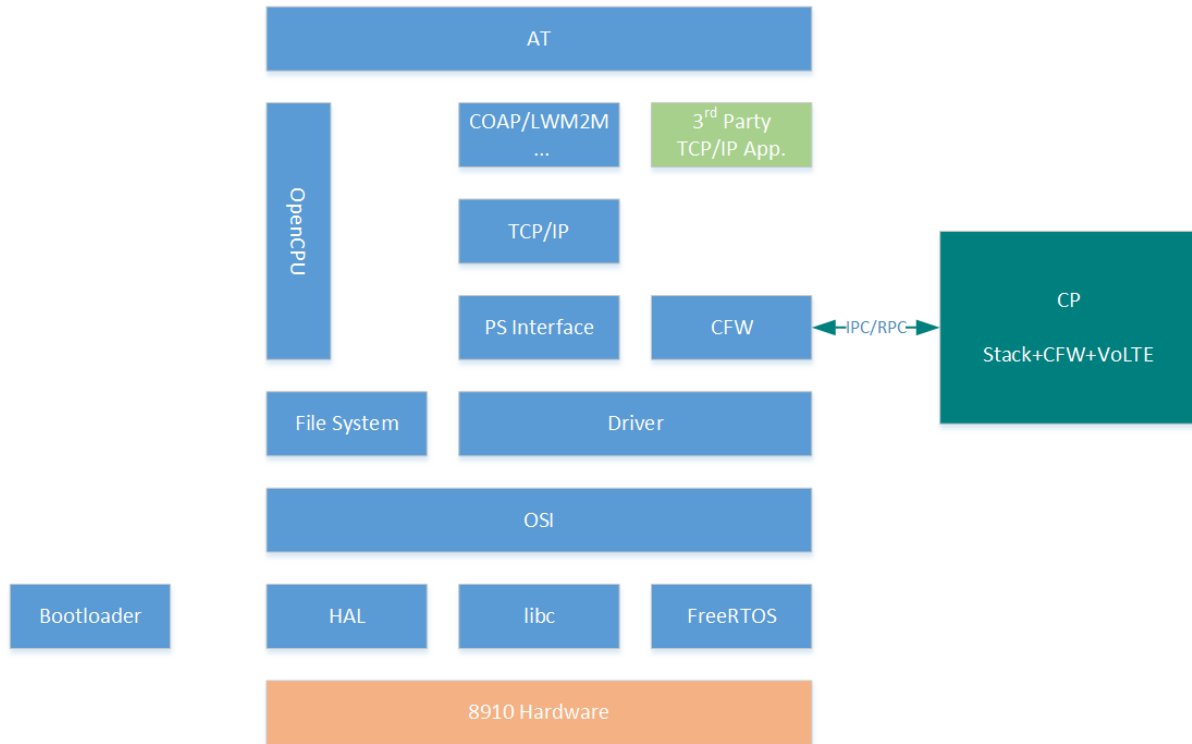 AT
OpenCPU
COAP/LWM2M
...
3rd Party
TCP/IP App.
TCP/IP
PS Interface
CFW
IPC/RPC
CP
Stack+CFW+VoLTE
File System
Driver
OSI
Bootloader
HAL
libc
FreeRTOS
8910 Hardware